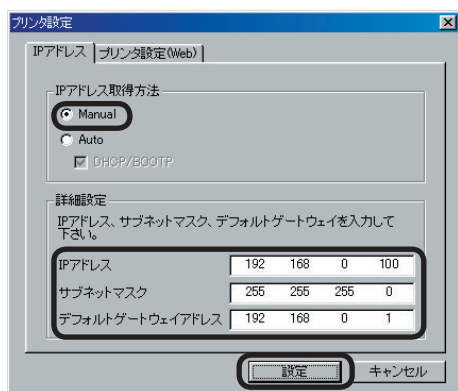 プリンタ設定
IPアドレス プリンタ設定(Web)
IPアドレス取得方法
Manual
Auto
DHCP/BOOTP
詳細設定
IPアドレス、サブネットマスク、デフォルトゲートウェイを入力して
下さい。
IPアドレス 192 168 0 100
サブネットマスク 255 255 255 0
デフォルトゲートウェイアドレス 192 168 0 1
設定 キャンセル